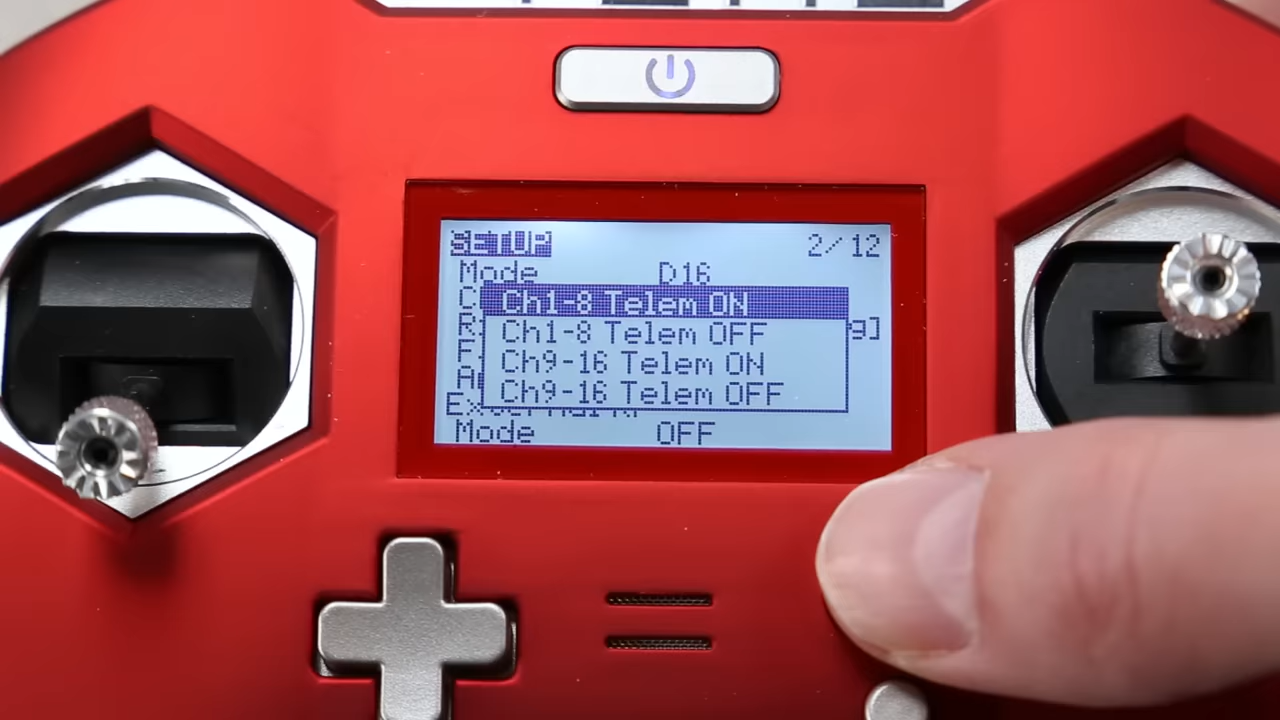 SETUP 2/12
Mode D16
Ch1-8 Telem ON
Ch1-8 Telem OFF
g]
Ch9-16 Telem ON
Ch9-16 Telem OFF
Mode OFF